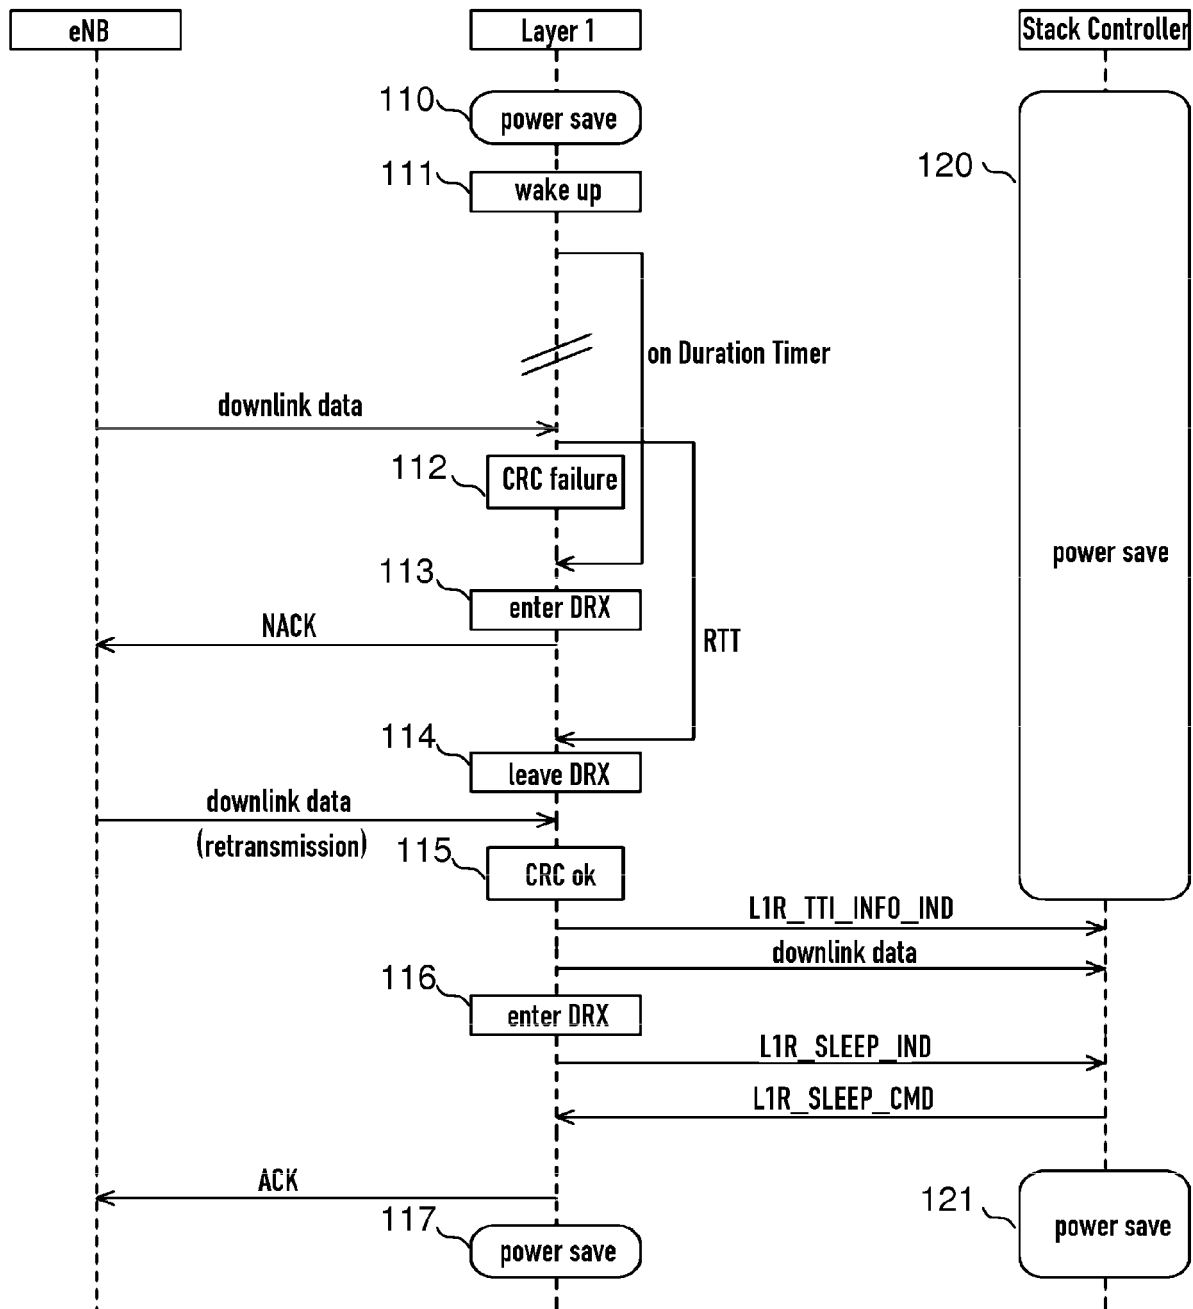 eNB
Layer 1
Stack Controller
110
power save
111
wake up
120
on Duration Timer
downlink data
112
CRC failure
power save
113
enter DRX
NACK
RTT
114
leave DRX
downlink data
(retransmission)
115
CRC ok
L1R_TTI_INFO_IND
downlink data
116
enter DRX
L1R_SLEEP_IND
L1R_SLEEP_CMD
ACK
117
power save
121
power save